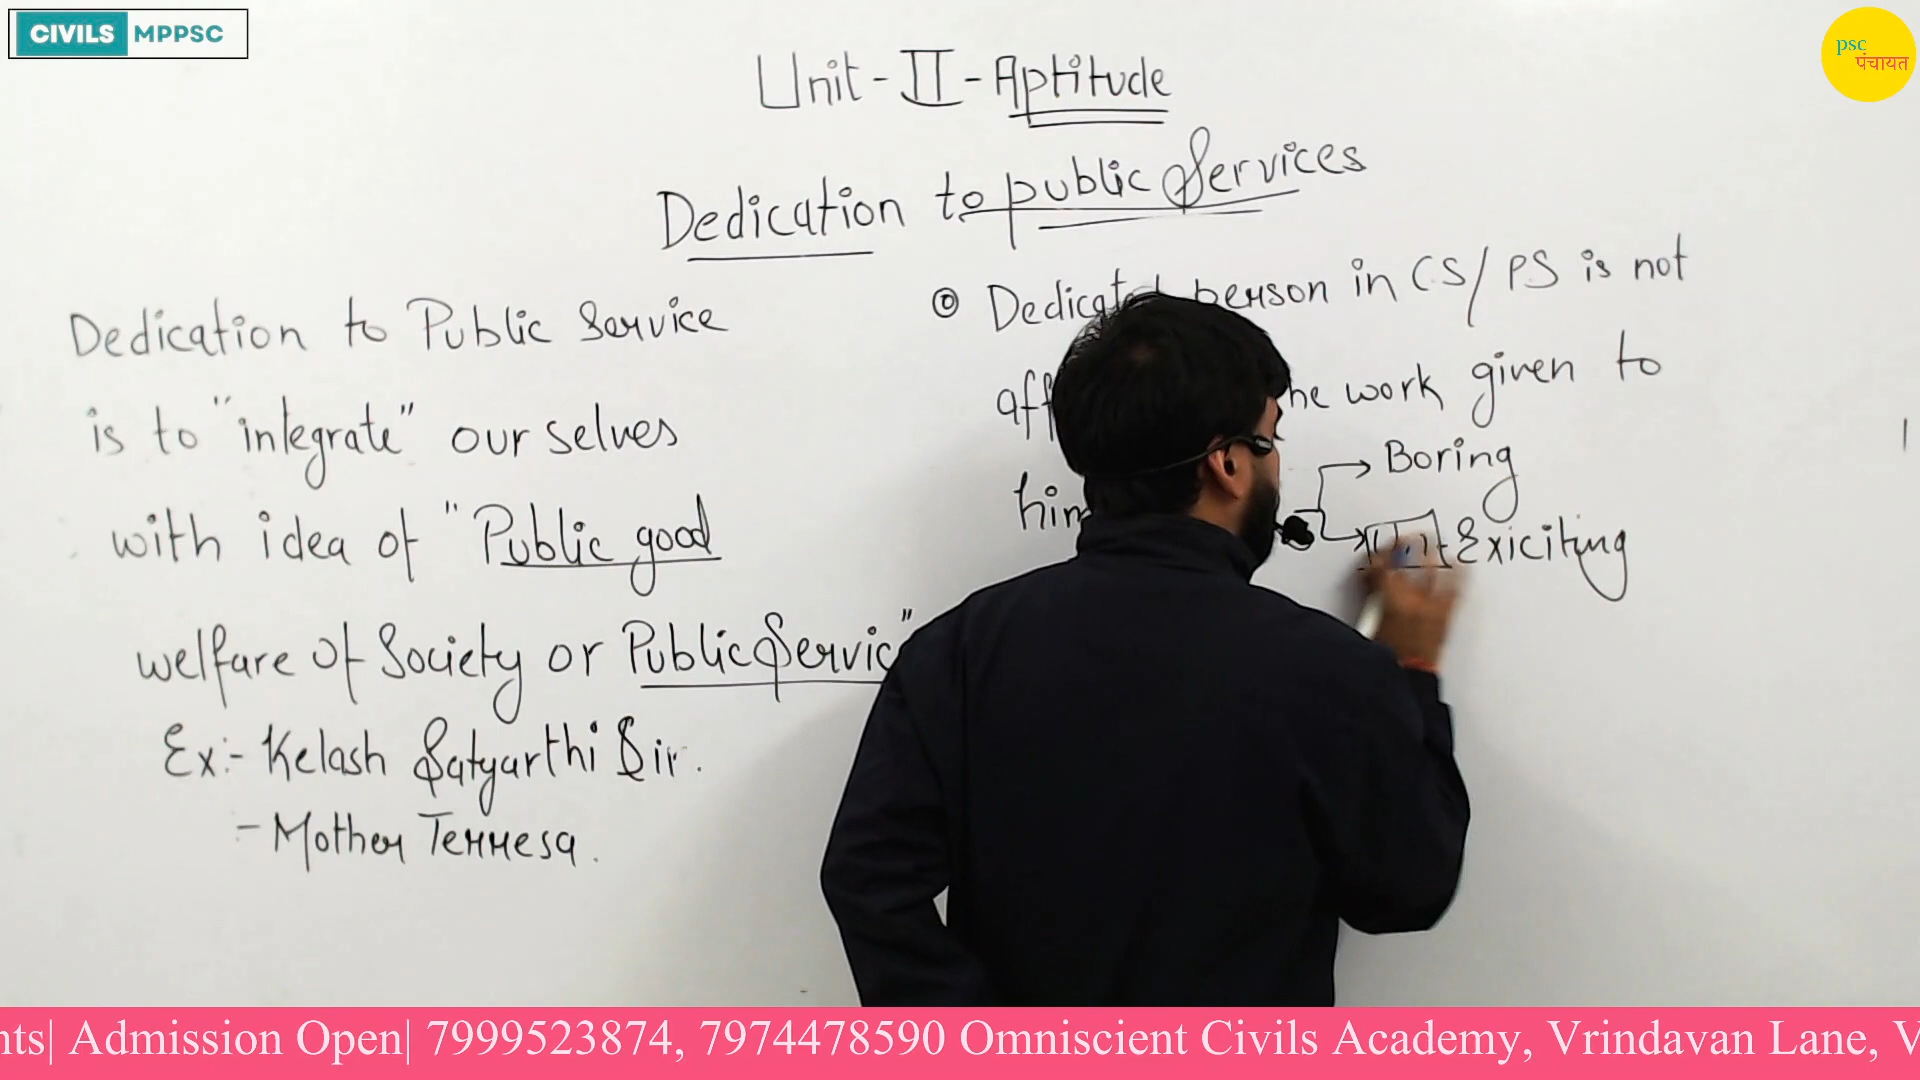 CIVILS MPPSC
psc
पंचायत
Unit - II - Aptitude
Dedication to public Services
Dedication to Public Service
is to "integrate" our selves
with idea of "Public good
welfare of Society or Public Servic"
Ex:- Kelash Satyarthi Sir.
- Mother Terresa.
Dedicated person in CS/PS is not
aff he work given to
him
Boring
Exiciting
nts| Admission Open| 7999523874, 7974478590 Omniscient Civils Academy, Vrindavan Lane, V